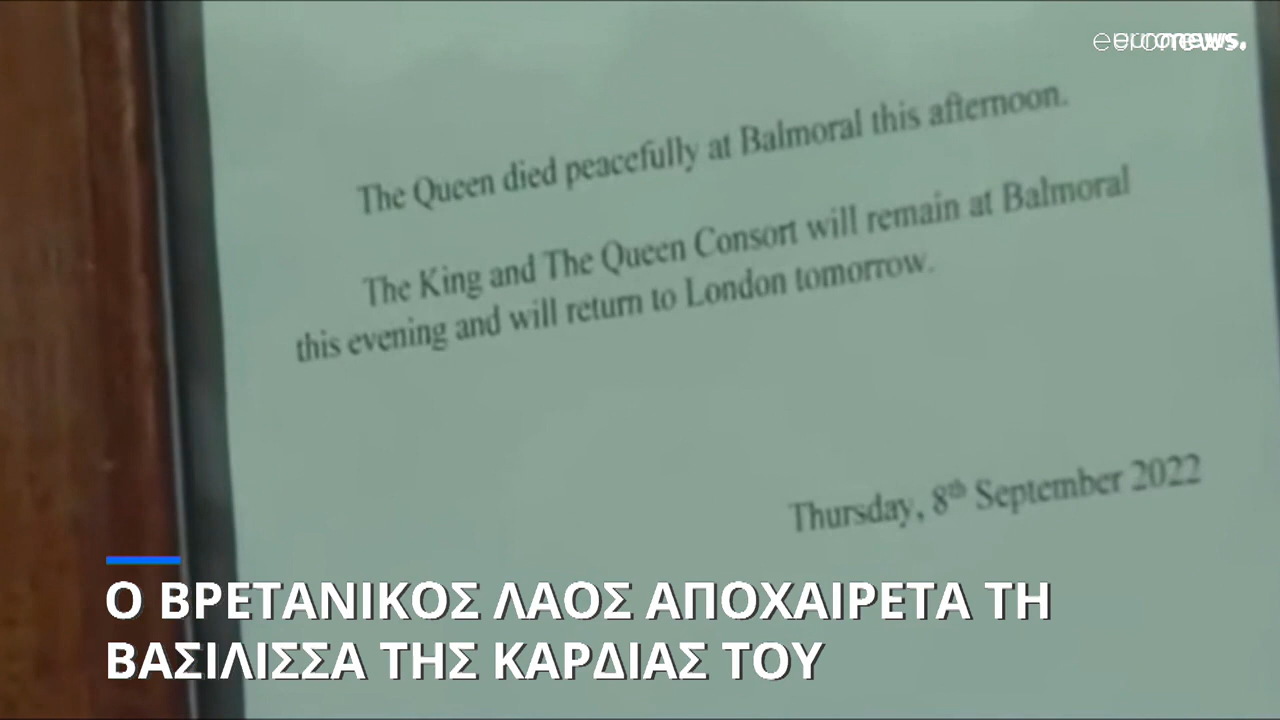 euronews.
The Queen died peacefully at Balmoral this afternoon.
The King and The Queen Consort will remain at Balmoral
this evening and will return to London tomorrow.
Thursday, 8th September 2022
Ο ΒΡΕΤΑΝΙΚΟΣ ΛΑΟΣ ΑΠΟΧΑΙΡΕΤΑ ΤΗ
ΒΑΣΙΛΙΣΣΑ ΤΗΣ ΚΑΡΔΙΑΣ ΤΟΥ